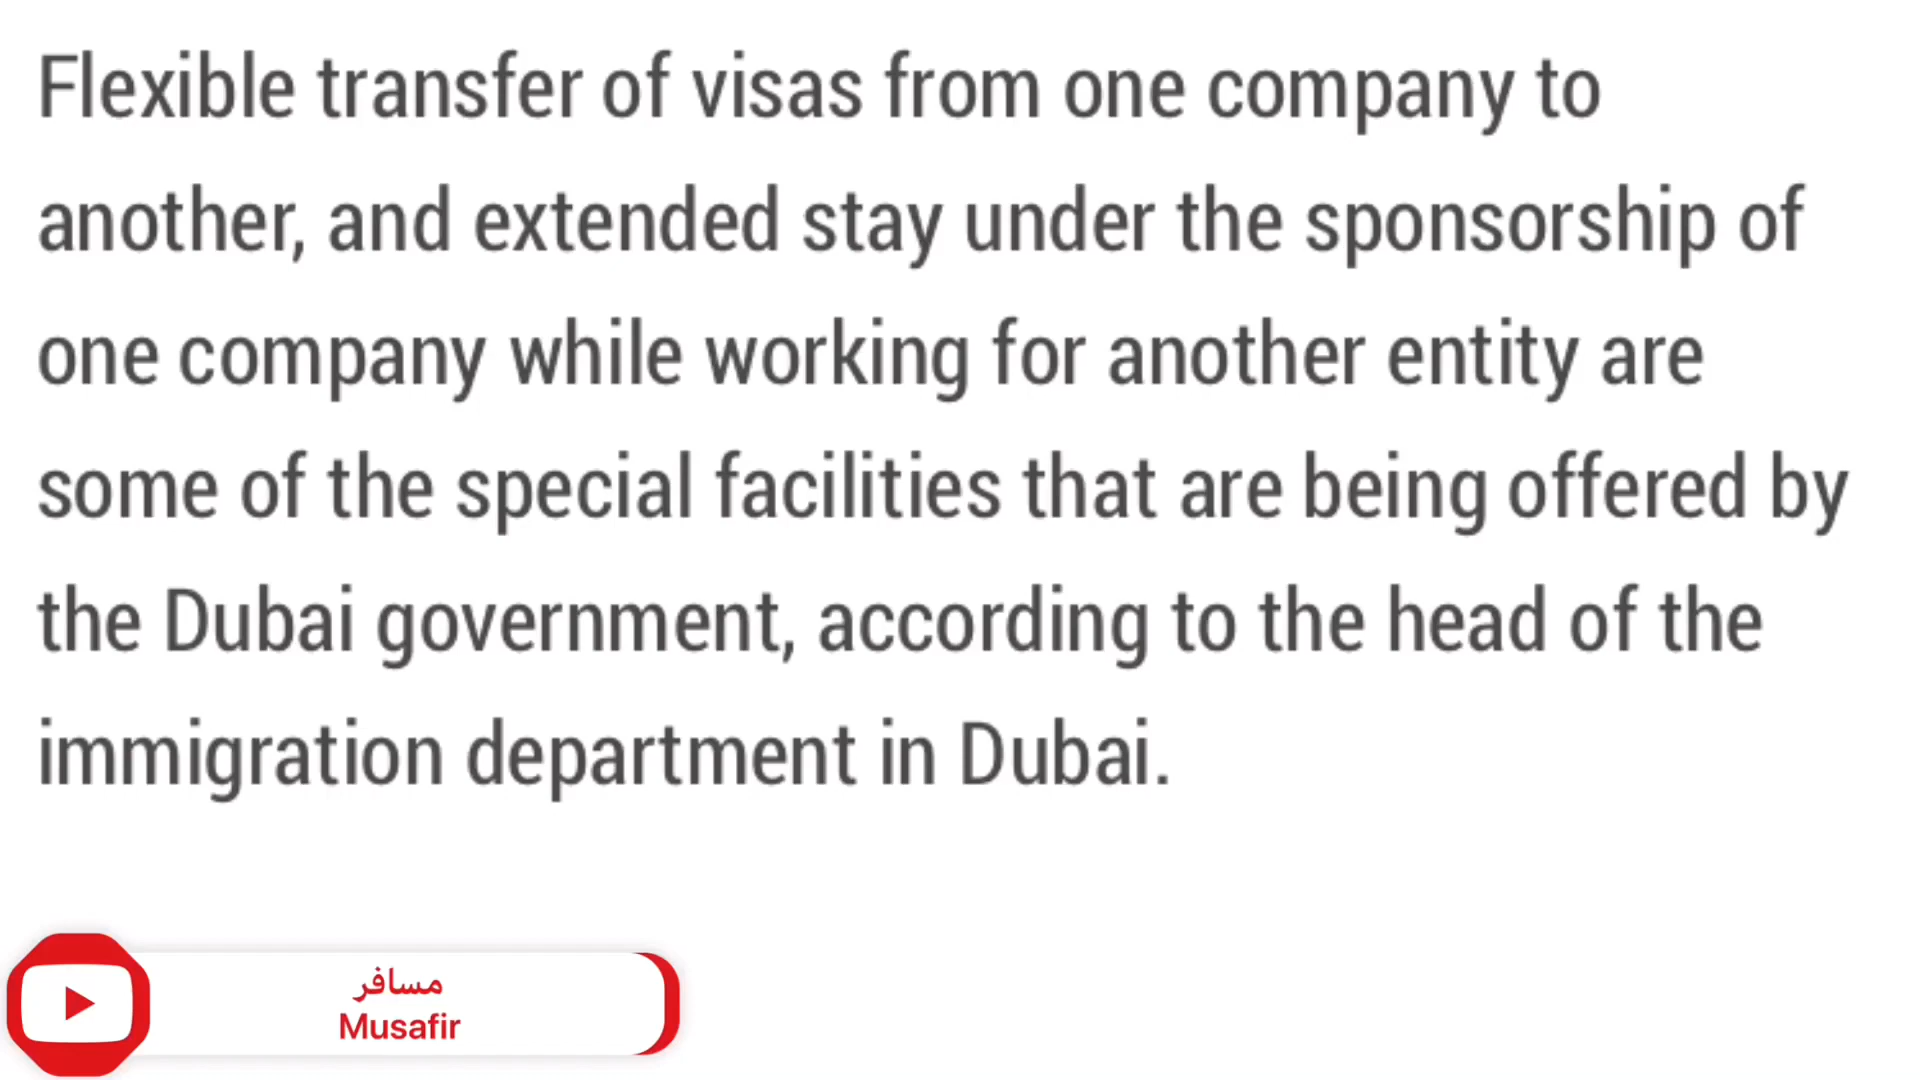 Flexible transfer of visas from one company to
another, and extended stay under the sponsorship of
one company while working for another entity are
some of the special facilities that are being offered by
the Dubai government, according to the head of the
immigration department in Dubai.
مسافر
Musafir